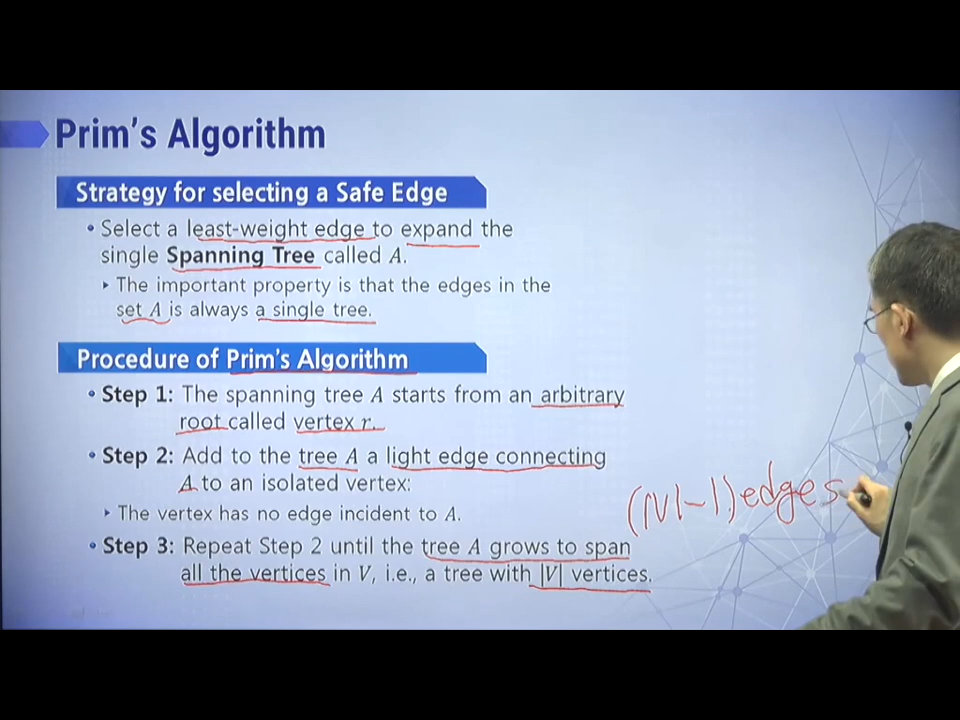 Prim's Algorithm
Strategy for selecting a Safe Edge
• Select a least-weight edge to expand the
single Spanning Tree called A.
‣ The important property is that the edges in the
set A is always a single tree.
Procedure of Prim's Algorithm
• Step 1: The spanning tree A starts from an arbitrary
root called vertex r.
• Step 2: Add to the tree A a light edge connecting
A to an isolated vertex:
‣ The vertex has no edge incident to A.
(|V|-1) edges
• Step 3: Repeat Step 2 until the tree A grows to span
all the vertices in V, i.e., a tree with |V| vertices.